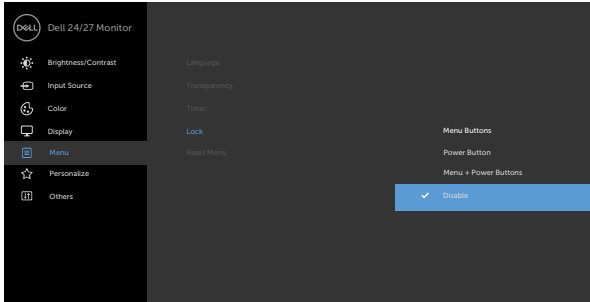 DELL
Dell 24/27 Monitor
Brightness/Contrast
Input Source
Color
Display
Menu
Personalize
Others
Language
Transparency
Timer
Lock
Reset Menu
Menu Buttons
Power Button
Menu + Power Buttons
Disable